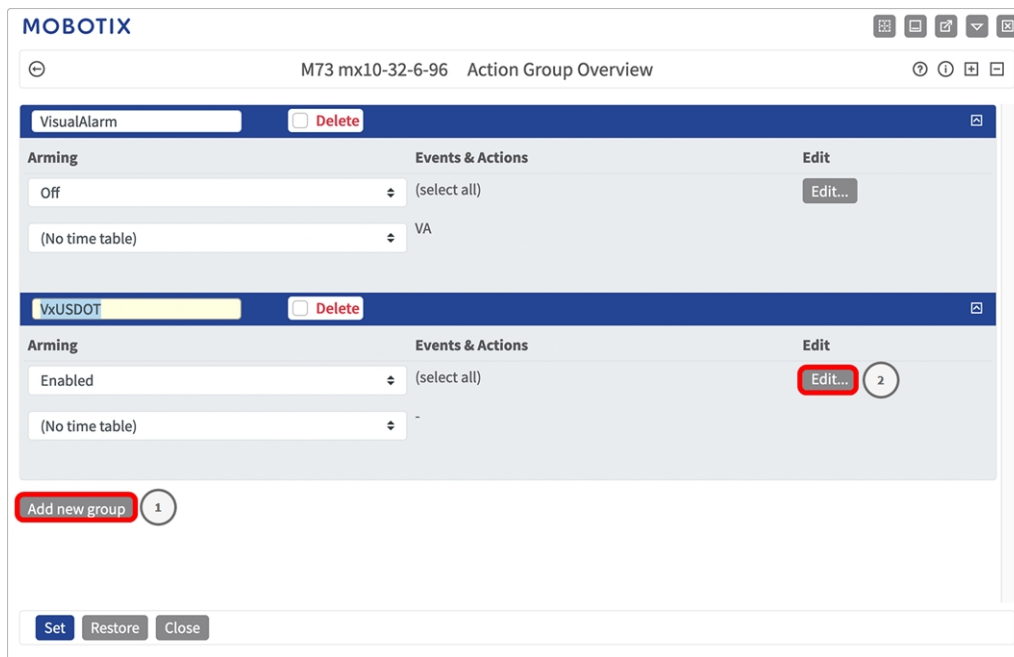 MOBOTIX
M73 mx10-32-6-96 Action Group Overview
VisualAlarm
Delete
Arming Events & Actions Edit
Off (select all) Edit...
(No time table) VA
VxUSDOT
Delete
Arming Events & Actions Edit
Enabled (select all) Edit... 2
(No time table) -
Add new group 1
Set Restore Close